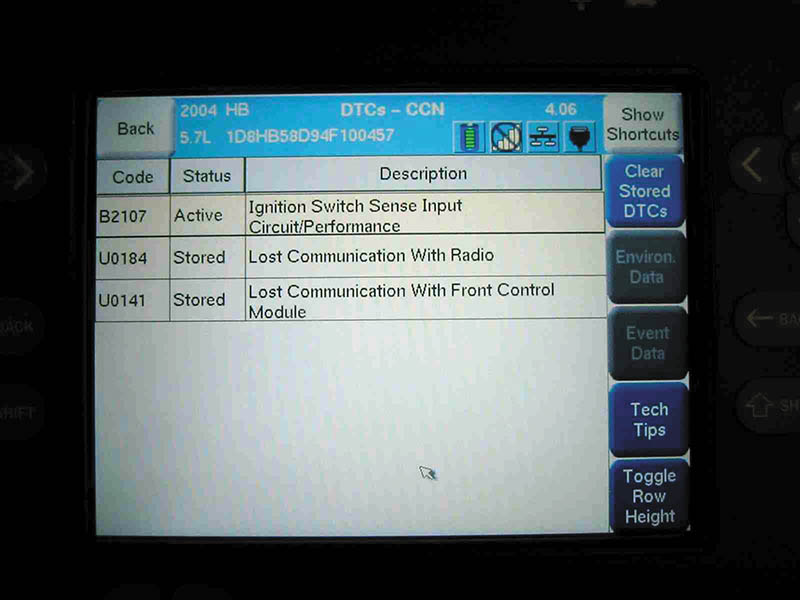 Back
2004 HB
DTCs – CCN
4.06
5.7L 1D8HB58D94F100457
Show
Shortcuts
Code
Status
Description
B2107
Active
Ignition Switch Sense Input
Circuit/Performance
U0184
Stored
Lost Communication With Radio
U0141
Stored
Lost Communication With Front Control
Module
Clear
Stored
DTCs
Environ.
Data
Event
Data
Tech
Tips
Toggle
Row
Height
BACK
SHIFT